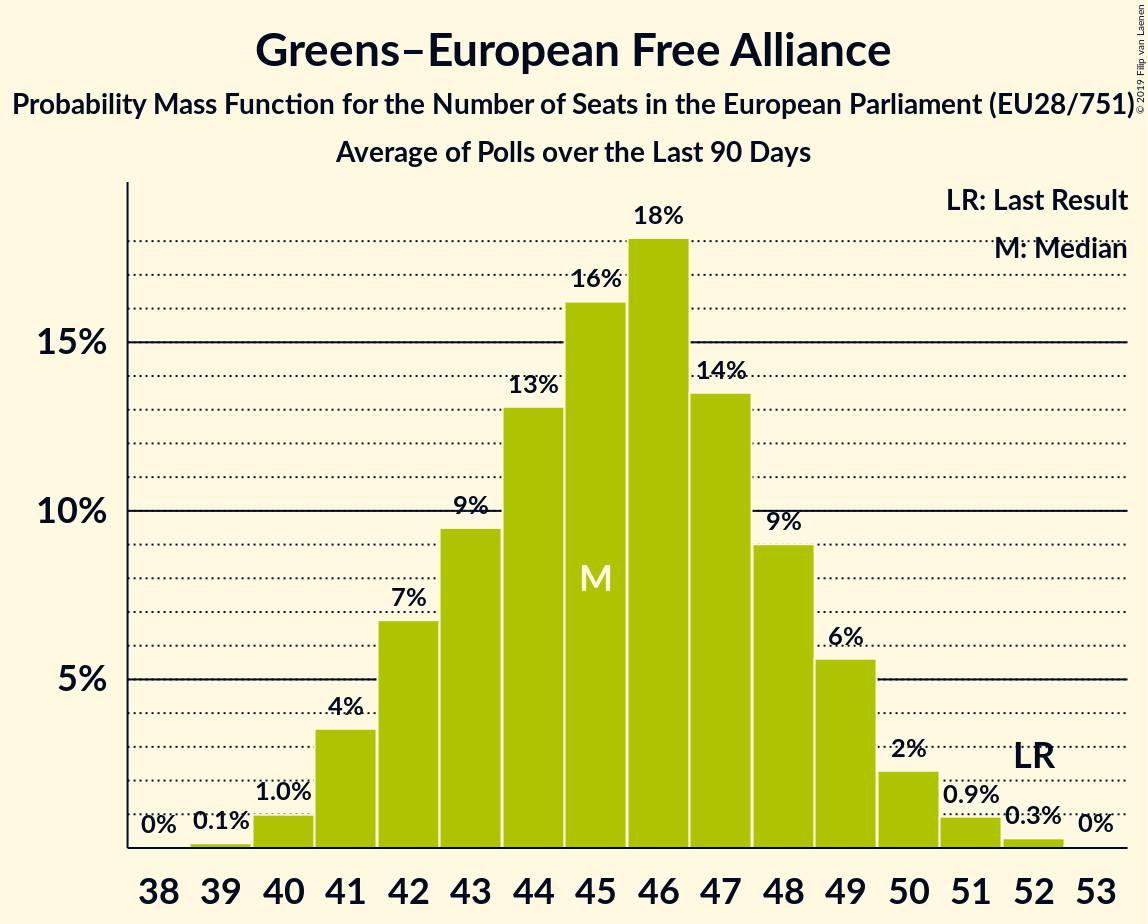 Greens–European Free Alliance
Probability Mass Function for the Number of Seats in the European Parliament (EU28/751)
Average of Polls over the Last 90 Days
© 2019 Filip van Laenen
LR: Last Result
M: Median
15%
10%
5%
0%
0.1%
1.0%
4%
7%
9%
13%
16%
18%
14%
9%
6%
2%
0.9%
0.3%
0%
M
LR
38 39 40 41 42 43 44 45 46 47 48 49 50 51 52 53